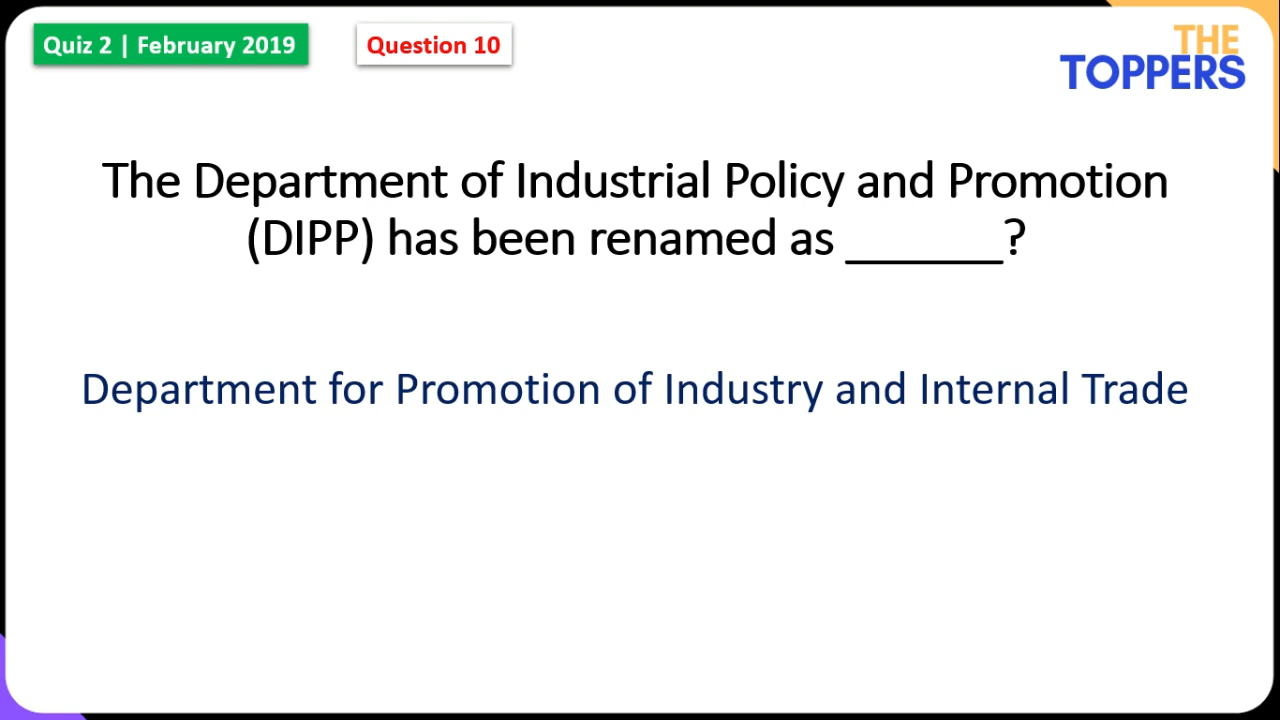 Quiz 2 | February 2019
Question 10
THE
TOPPERS
The Department of Industrial Policy and Promotion
(DIPP) has been renamed as ______?
Department for Promotion of Industry and Internal Trade